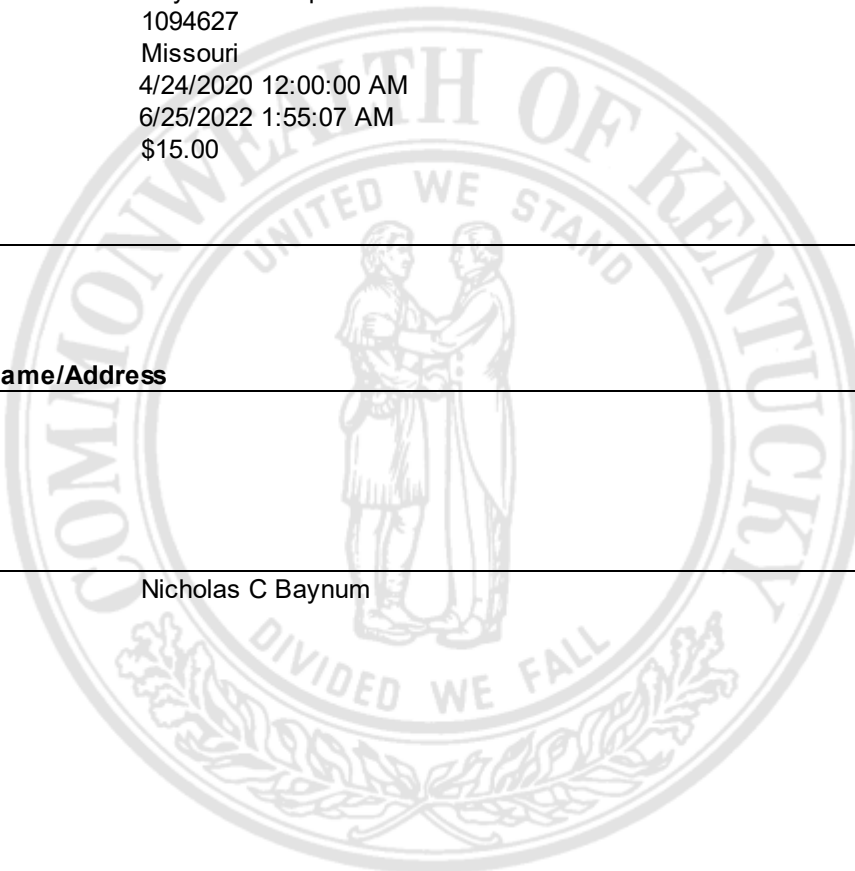 1094627
Missouri
4/24/2020 12:00:00 AM
6/25/2022 1:55:07 AM
$15.00
COMMONWEALTH OF KENTUCKY
UNITED WE STAND
ame/Address
Nicholas C Baynum
DIVIDED WE FALL